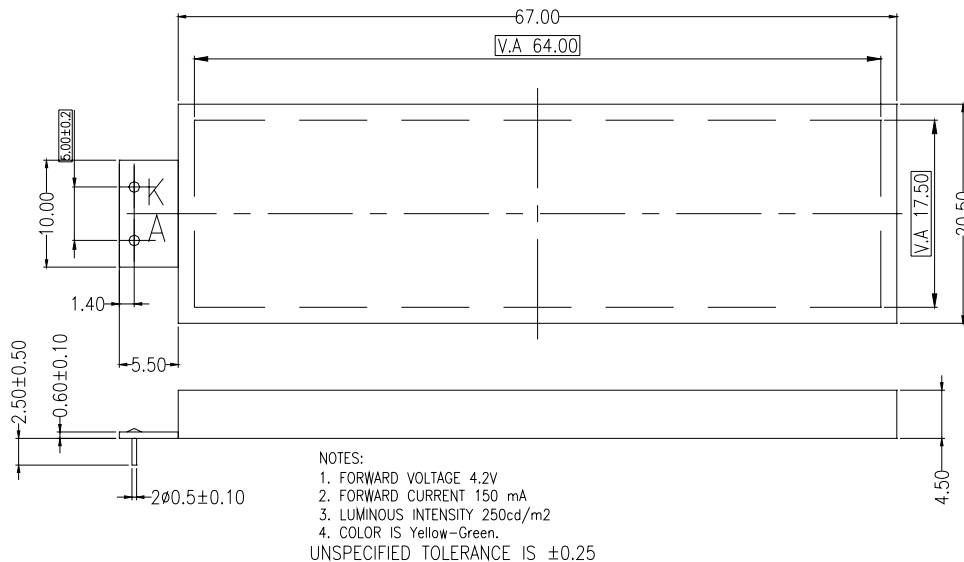 67.00
V.A 64.00
5.00±0.2
10.00
K
A
V.A 17.50
20.50
1.40
5.50
2.50±0.50
0.60±0.10
4.50
2ø0.5±0.10
NOTES:
1. FORWARD VOLTAGE 4.2V
2. FORWARD CURRENT 150 mA
3. LUMINOUS INTENSITY 250cd/m2
4. COLOR IS Yellow-Green.
UNSPECIFIED TOLERANCE IS ±0.25